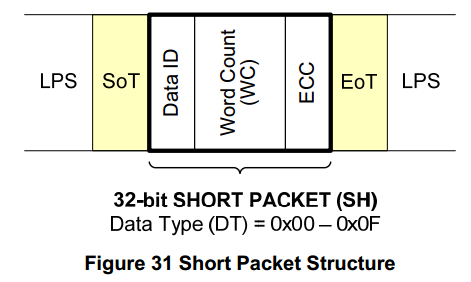 LPS
SoT
Data ID
Word Count
(WC)
ECC
EoT
LPS
32-bit SHORT PACKET (SH)
Data Type (DT) = 0x00 – 0x0F
Figure 31 Short Packet Structure